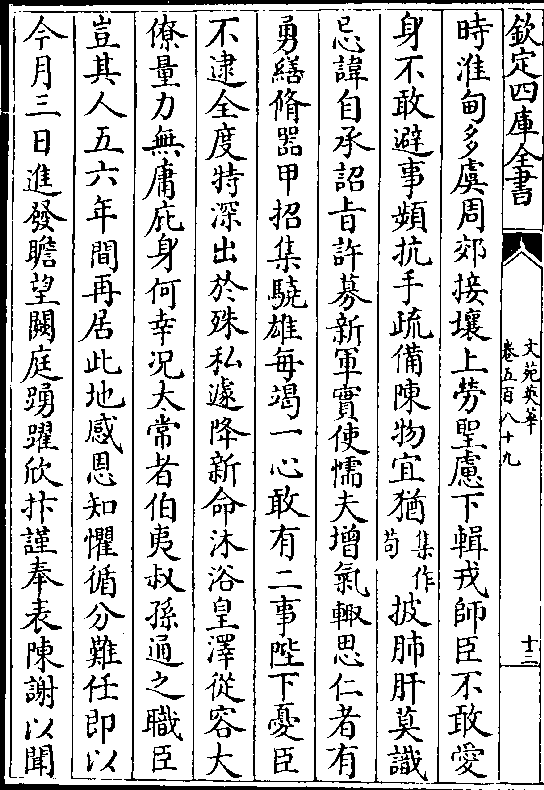 欽定四庫全書
文苑英華
卷五百八十九
十三
時淮甸多虞周郊接壤上勞聖慮下輯戎師臣不敢愛
身不敢避事頻抗手疏備陳物宜猶集作苟披肺肝莫識
忌諱自承詔㫖許募新軍實使懦夫增氣輙思仁者有
勇繕脩器甲招集驍雄每竭一心敢有二事陛下憂臣
不逮全度特深出於殊私遽降新命沐浴皇澤從容大
僚量力無庸庇身何幸况太常者伯夷叔孫通之職臣
豈其人五六年間再居此地感恩知懼循分難任即以
今月三日進發瞻望闕庭踴躍欣抃謹奉表陳謝以聞